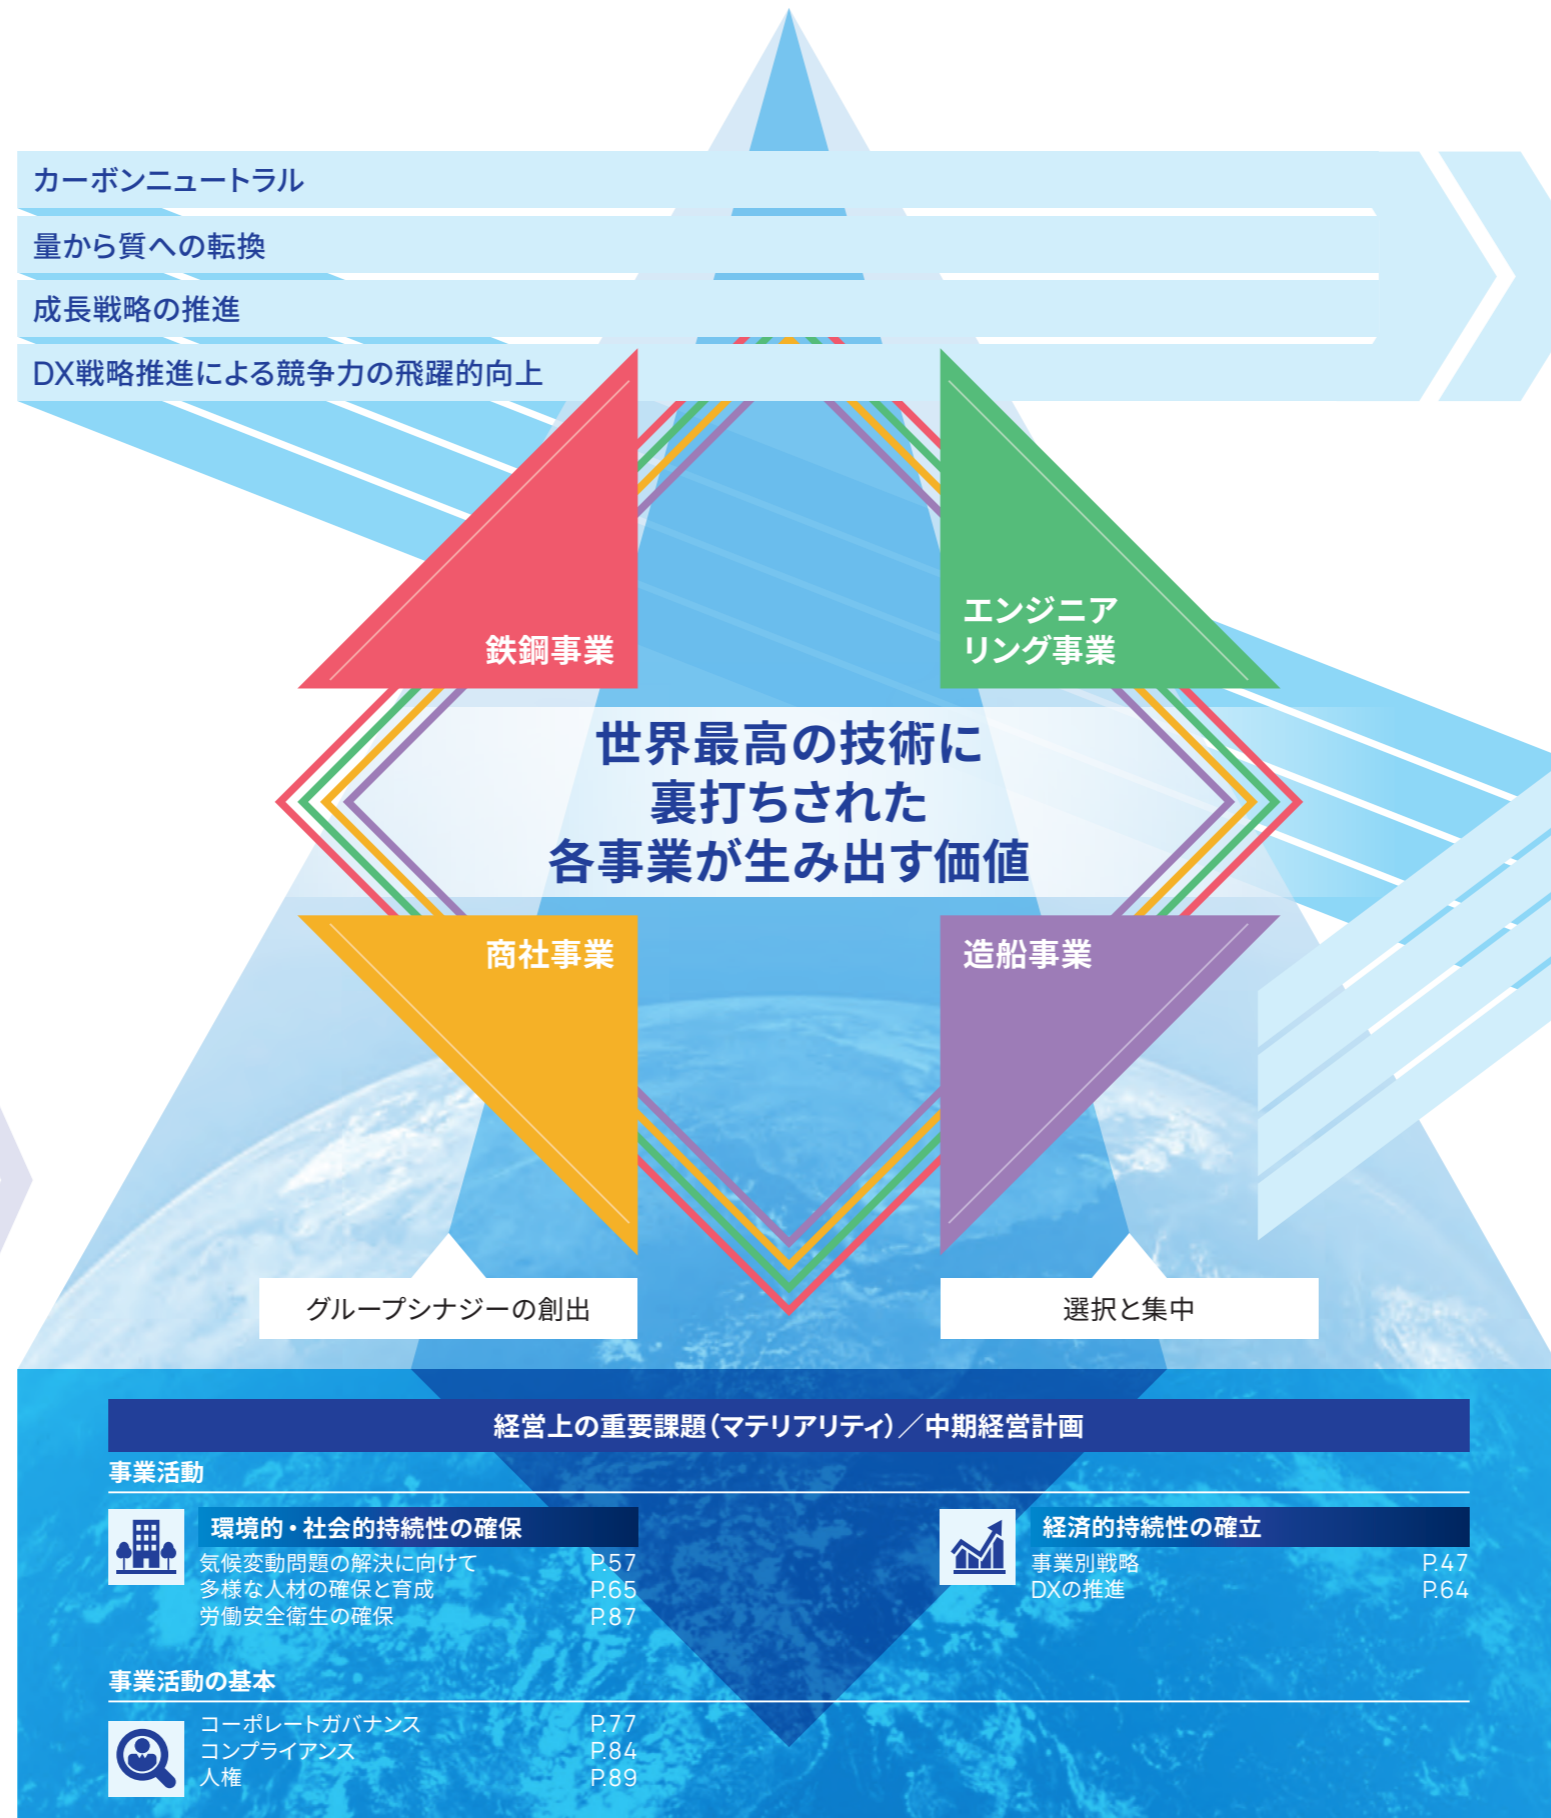 カーボンニュートラル
量から質への転換
成長戦略の推進
DX戦略推進による競争力の飛躍的向上
鉄鋼事業
エンジニア
リング事業
世界最高の技術に
裏打ちされた
各事業が生み出す価値
商社事業
造船事業
グループシナジーの創出
選択と集中
経営上の重要課題（マテリアリティ）／中期経営計画
事業活動
環境的・社会的持続性の確保
気候変動問題の解決に向けて P.57
多様な人材の確保と育成 P.65
労働安全衛生の確保 P.87
経済的持続性の確立
事業別戦略 P.47
DXの推進 P.64
事業活動の基本
コーポレートガバナンス P.77
コンプライアンス P.84
人権 P.89